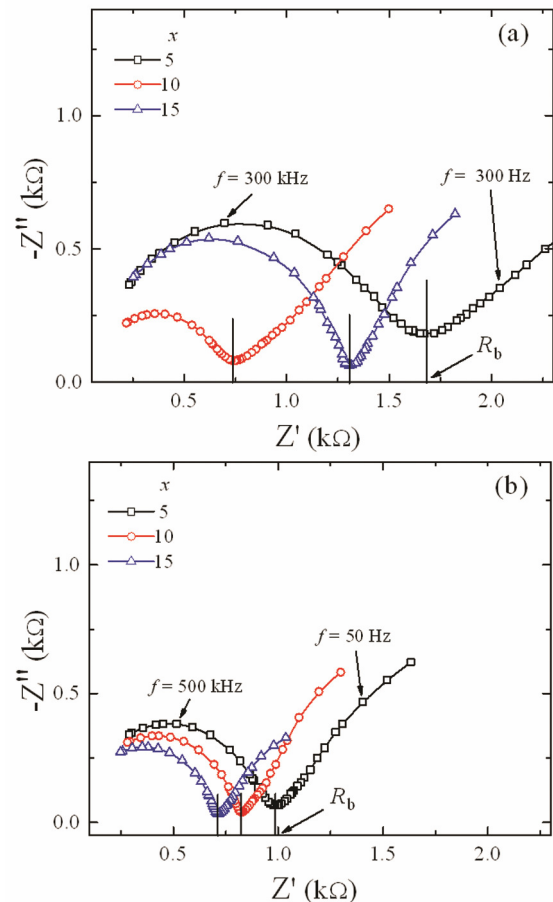 (a)
x
5
10
15
f = 300 kHz
f = 300 Hz
R_b
-Z'' (kΩ)
1.0
0.5
0.0
0.5 1.0 1.5 2.0
Z' (kΩ)
(b)
x
5
10
15
f = 500 kHz
f = 50 Hz
R_b
-Z'' (kΩ)
1.0
0.5
0.0
0.5 1.0 1.5 2.0
Z' (kΩ)